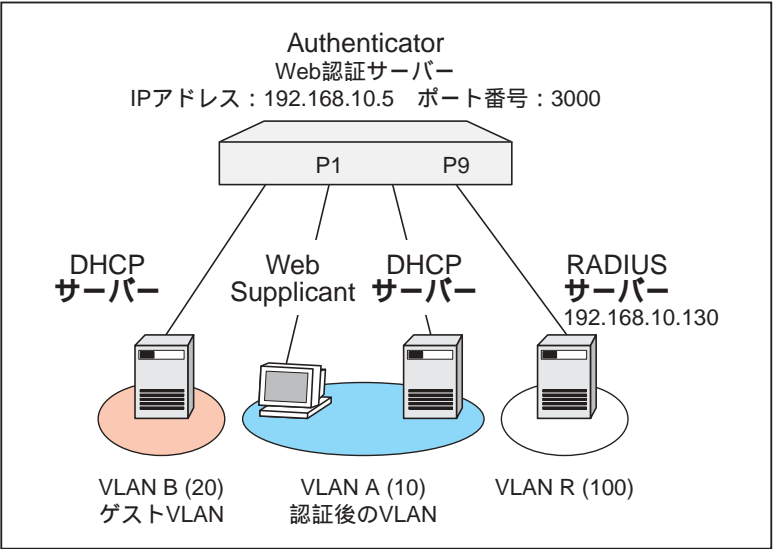 Authenticator
Web認証サーバー
IPアドレス：192.168.10.5　ポート番号：3000
P1
P9
DHCP
サーバー
Web
Supplicant
DHCP
サーバー
RADIUS
サーバー
192.168.10.130
VLAN B (20)
ゲストVLAN
VLAN A (10)
認証後のVLAN
VLAN R (100)